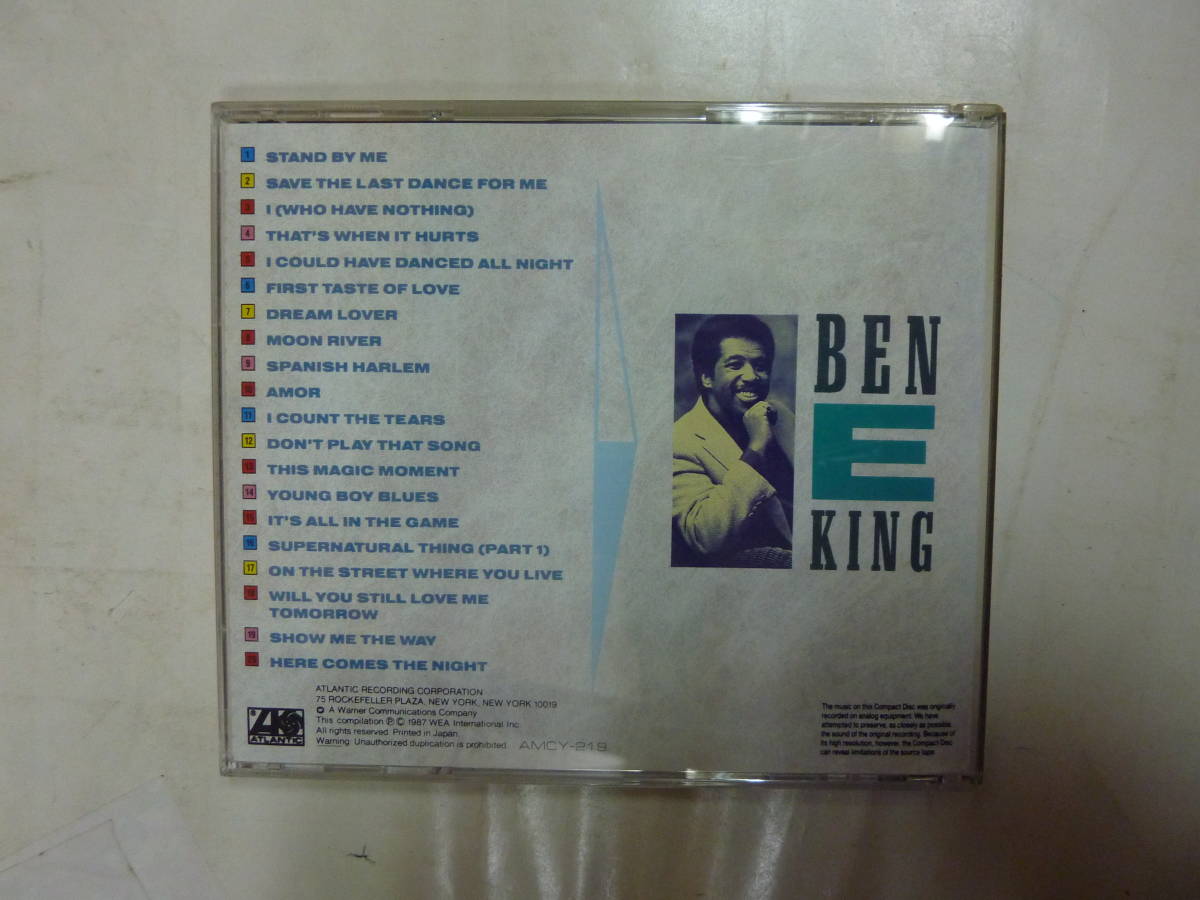 1 STAND BY ME
2 SAVE THE LAST DANCE FOR ME
3 I (WHO HAVE NOTHING)
4 THAT'S WHEN IT HURTS
5 I COULD HAVE DANCED ALL NIGHT
6 FIRST TASTE OF LOVE
7 DREAM LOVER
8 MOON RIVER
9 SPANISH HARLEM
10 AMOR
11 I COUNT THE TEARS
12 DON'T PLAY THAT SONG
13 THIS MAGIC MOMENT
14 YOUNG BOY BLUES
15 IT'S ALL IN THE GAME
16 SUPERNATURAL THING (PART 1)
17 ON THE STREET WHERE YOU LIVE
18 WILL YOU STILL LOVE ME
TOMORROW
19 SHOW ME THE WAY
20 HERE COMES THE NIGHT
BEN
E
KING
ATLANTIC
ATLANTIC RECORDING CORPORATION
75 ROCKEFELLER PLAZA, NEW YORK, NEW YORK 10019
A Warner Communications Company
This compilation ℗ © 1987 WEA International Inc.
All rights reserved. Printed in Japan.
Warning: Unauthorized duplication is prohibited.
AMCY-219
The music on this Compact Disc was originally
recorded on analog equipment. We have
attempted to preserve, as closely as possible,
the sound of the original recording. Because of
its high resolution, however, the Compact Disc
can reveal limitations of the source tape.